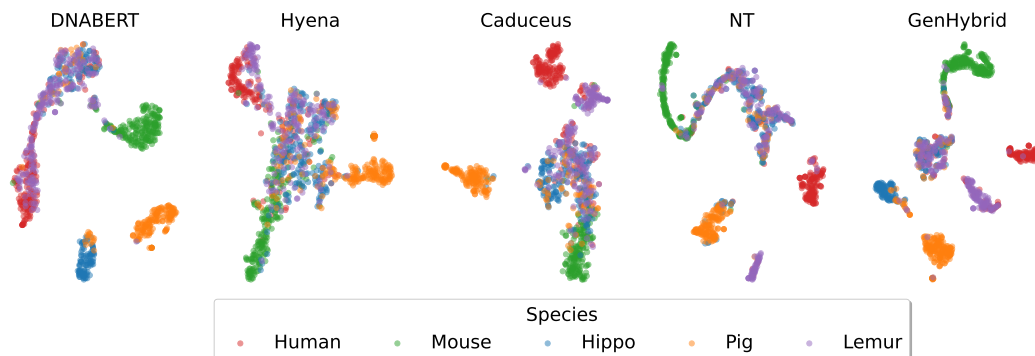 DNABERT Hyena Caduceus NT GenHybrid
Species
Human Mouse Hippo Pig Lemur